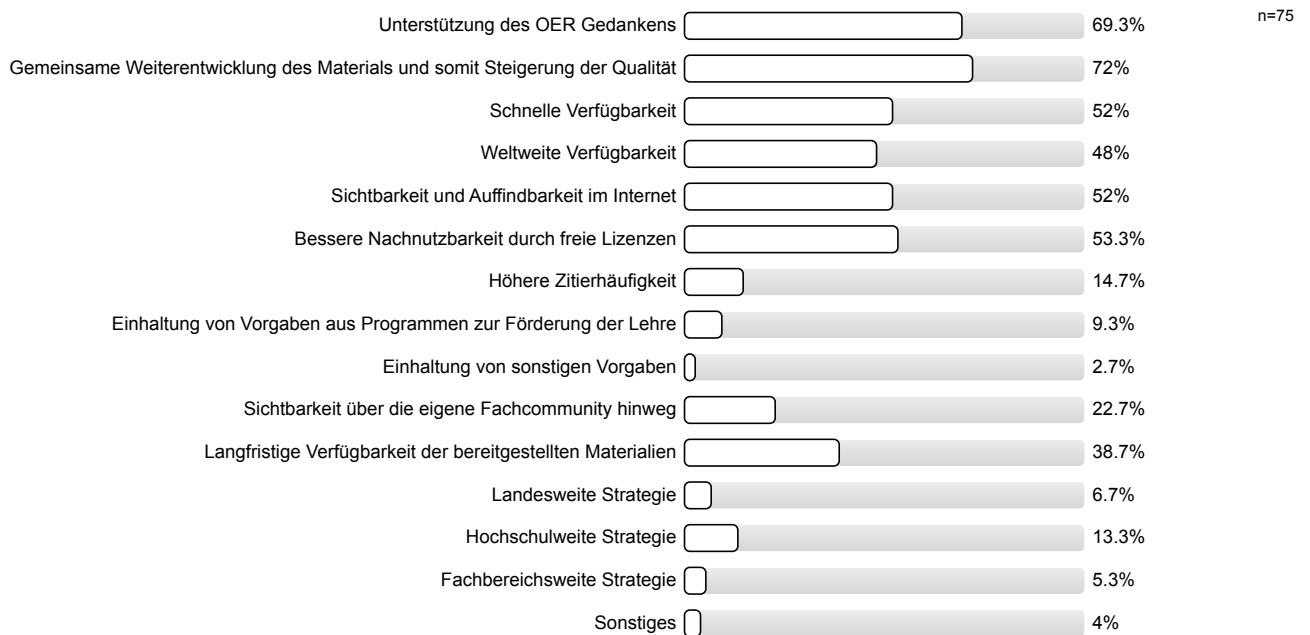 Unterstützung des OER Gedankens 69.3% n=75
Gemeinsame Weiterentwicklung des Materials und somit Steigerung der Qualität 72%
Schnelle Verfügbarkeit 52%
Weltweite Verfügbarkeit 48%
Sichtbarkeit und Auffindbarkeit im Internet 52%
Bessere Nachnutzbarkeit durch freie Lizenzen 53.3%
Höhere Zitierhäufigkeit 14.7%
Einhaltung von Vorgaben aus Programmen zur Förderung der Lehre 9.3%
Einhaltung von sonstigen Vorgaben 2.7%
Sichtbarkeit über die eigene Fachcommunity hinweg 22.7%
Langfristige Verfügbarkeit der bereitgestellten Materialien 38.7%
Landesweite Strategie 6.7%
Hochschulweite Strategie 13.3%
Fachbereichsweite Strategie 5.3%
Sonstiges 4%